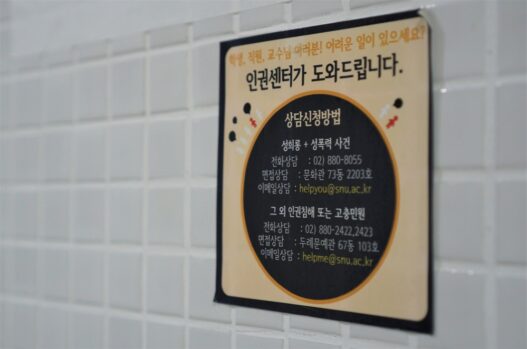 학생, 직원, 교수님 여러분! 어려운 일이 있으세요?
인권센터가 도와드립니다.
상담신청방법
성희롱 + 성폭력 사건
전화상담 : 02) 880-8055
면접상담 : 문화관 73동 2203호
이메일상담 : helpyou@snu.ac.kr
그 외 인권침해 또는 고충민원
전화상담 : 02) 880-2422,2423
면접상담 : 두레문예관 67동 103호
이메일상담 : helpme@snu.ac.kr